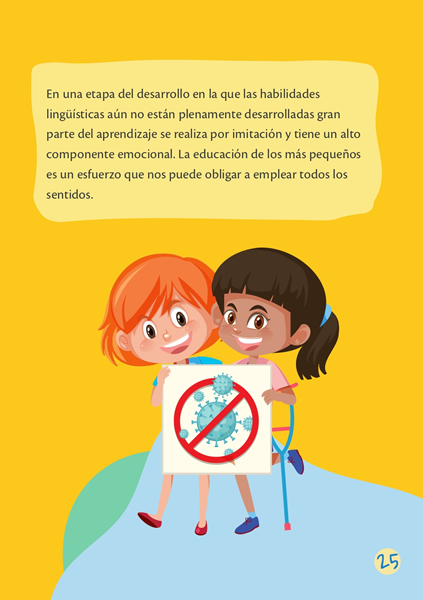 En una etapa del desarrollo en la que las habilidades
lingüísticas aún no están plenamente desarrolladas gran
parte del aprendizaje se realiza por imitación y tiene un alto
componente emocional. La educación de los más pequeños
es un esfuerzo que nos puede obligar a emplear todos los
sentidos.
25